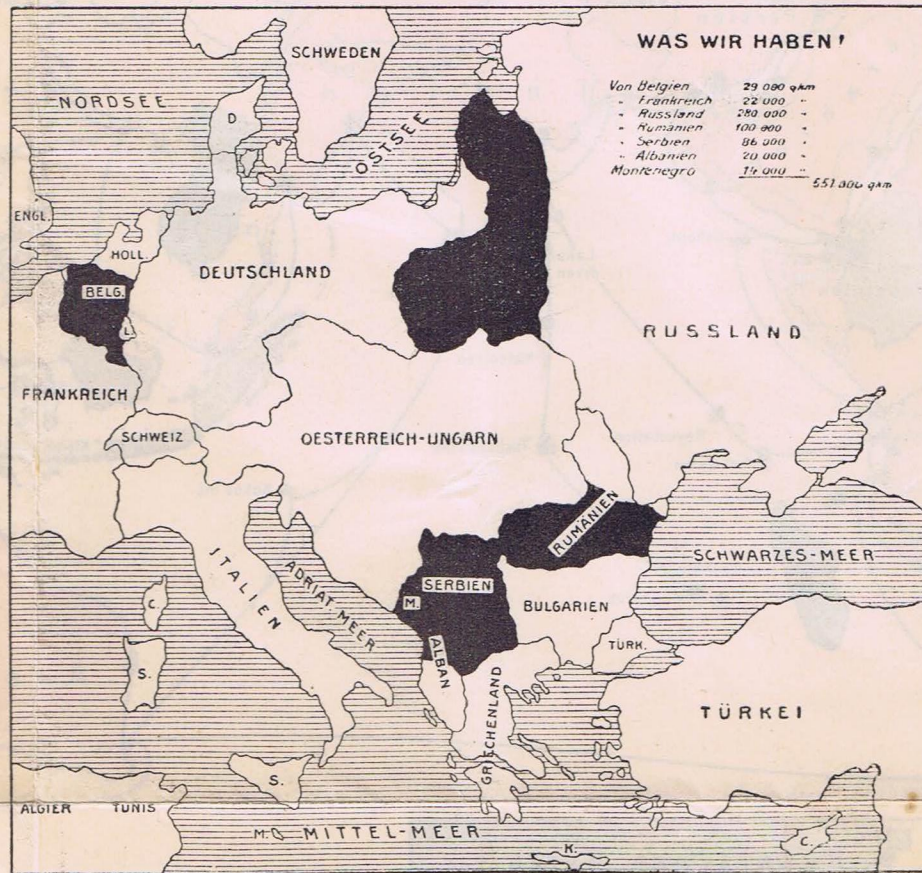 WAS WIR HABEN!
Von Belgien 29 000 qkm
" Frankreich 22 000 "
" Russland 280 000 "
" Rumänien 100 000 "
" Serbien 86 000 "
" Albanien 20 000 "
Montenegro 14 000 "
551.000 qkm
SCHWEDEN
NORDSEE
D.
OSTSEE
ENGL.
HOLL.
DEUTSCHLAND
BELG.
L.
RUSSLAND
FRANKREICH
SCHWEIZ
OESTERREICH-UNGARN
RUMÄNIEN
SCHWARZES-MEER
ITALIEN
ADRIAT-MEER
SERBIEN
M.
BULGARIEN
C.
ALBAN
TÜRK.
S.
GRIECHENLAND
TÜRKEI
S.
ALGIER
TUNIS
M.
MITTEL-MEER
K.
C.